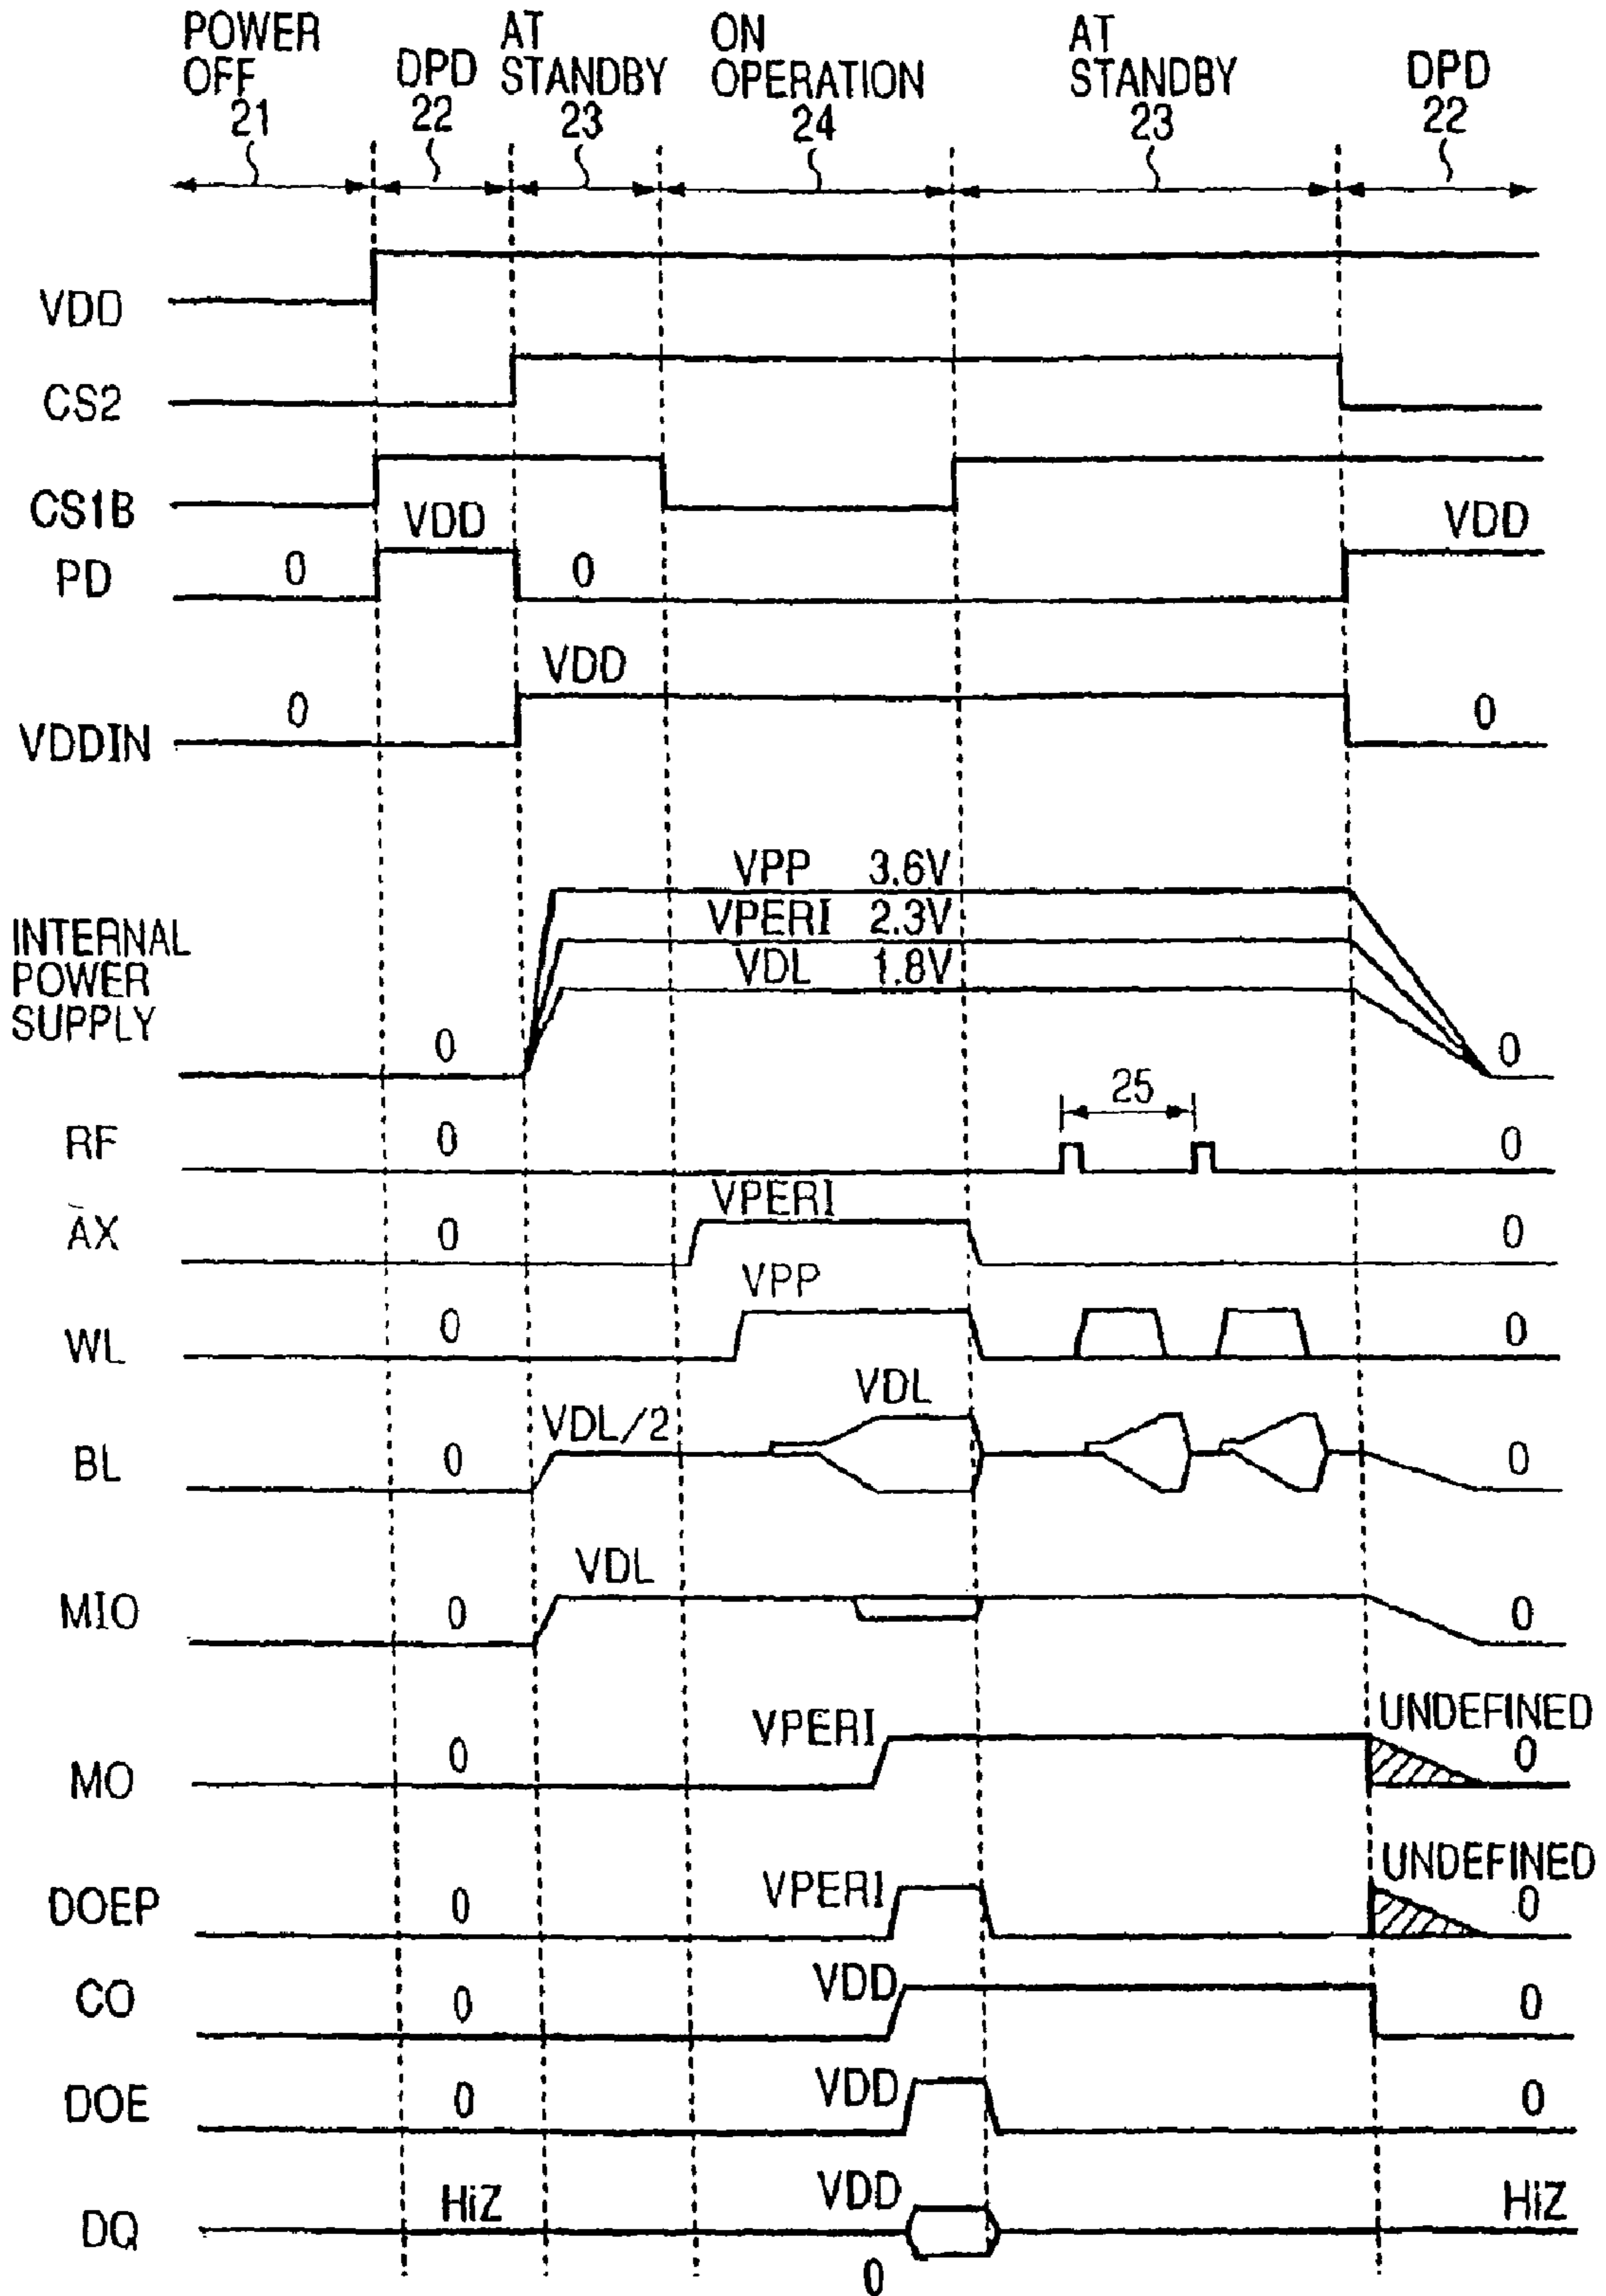 POWER OFF 21
DPD 22
AT STANDBY 23
ON OPERATION 24
AT STANDBY 23
DPD 22
VDD
CS2
CS1B
VDD
VDD
PD
0
0
VDD
VDDIN
0
0
VPP 3.6V
VPERI 2.3V
VDL 1.8V
INTERNAL POWER SUPPLY
0
0
25
RF
0
0
VPERI
AX
0
0
VPP
WL
0
0
VDL
VDL/2
BL
0
0
VDL
MIO
0
0
VPERI
UNDEFINED
MO
0
0
VPERI
UNDEFINED
DOEP
0
0
CO
0
VDD
0
DOE
0
VDD
0
DQ
HiZ
VDD
HiZ
0